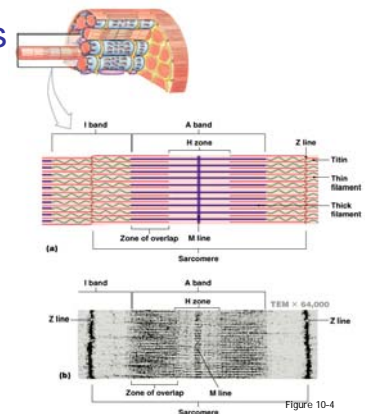 s
I band
A band
H zone
Z line
Titin
Thin
filament
Thick
filament
Zone of overlap
M line
(a)
Sarcomere
I band
A band
H zone
TEM × 64,000
Z line
Z line
(b)
Zone of overlap
M line
Sarcomere
Figure 10-4